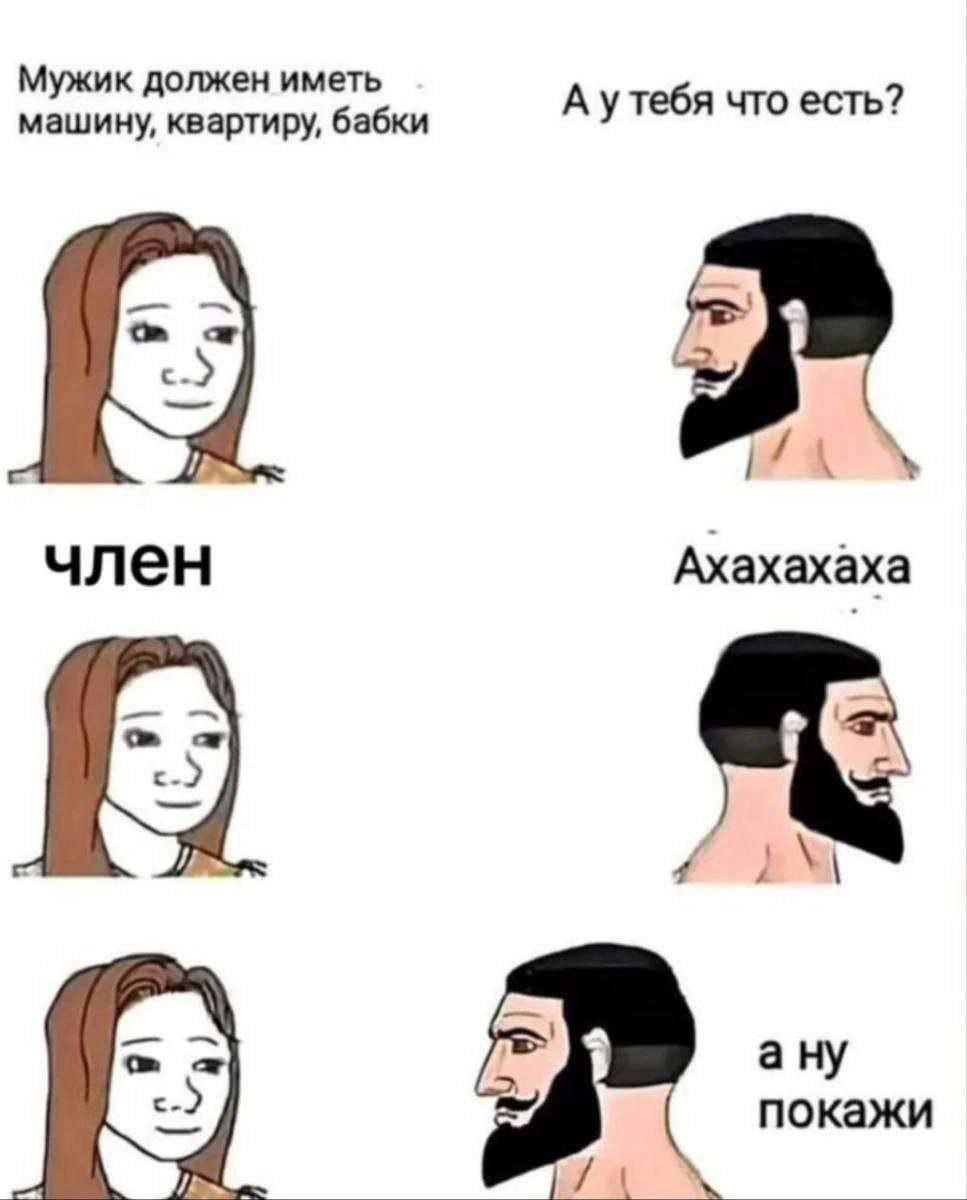 Мужик должен иметь
машину, квартиру, бабки
А у тебя что есть?
член
Ахахахаха
а ну
покажи